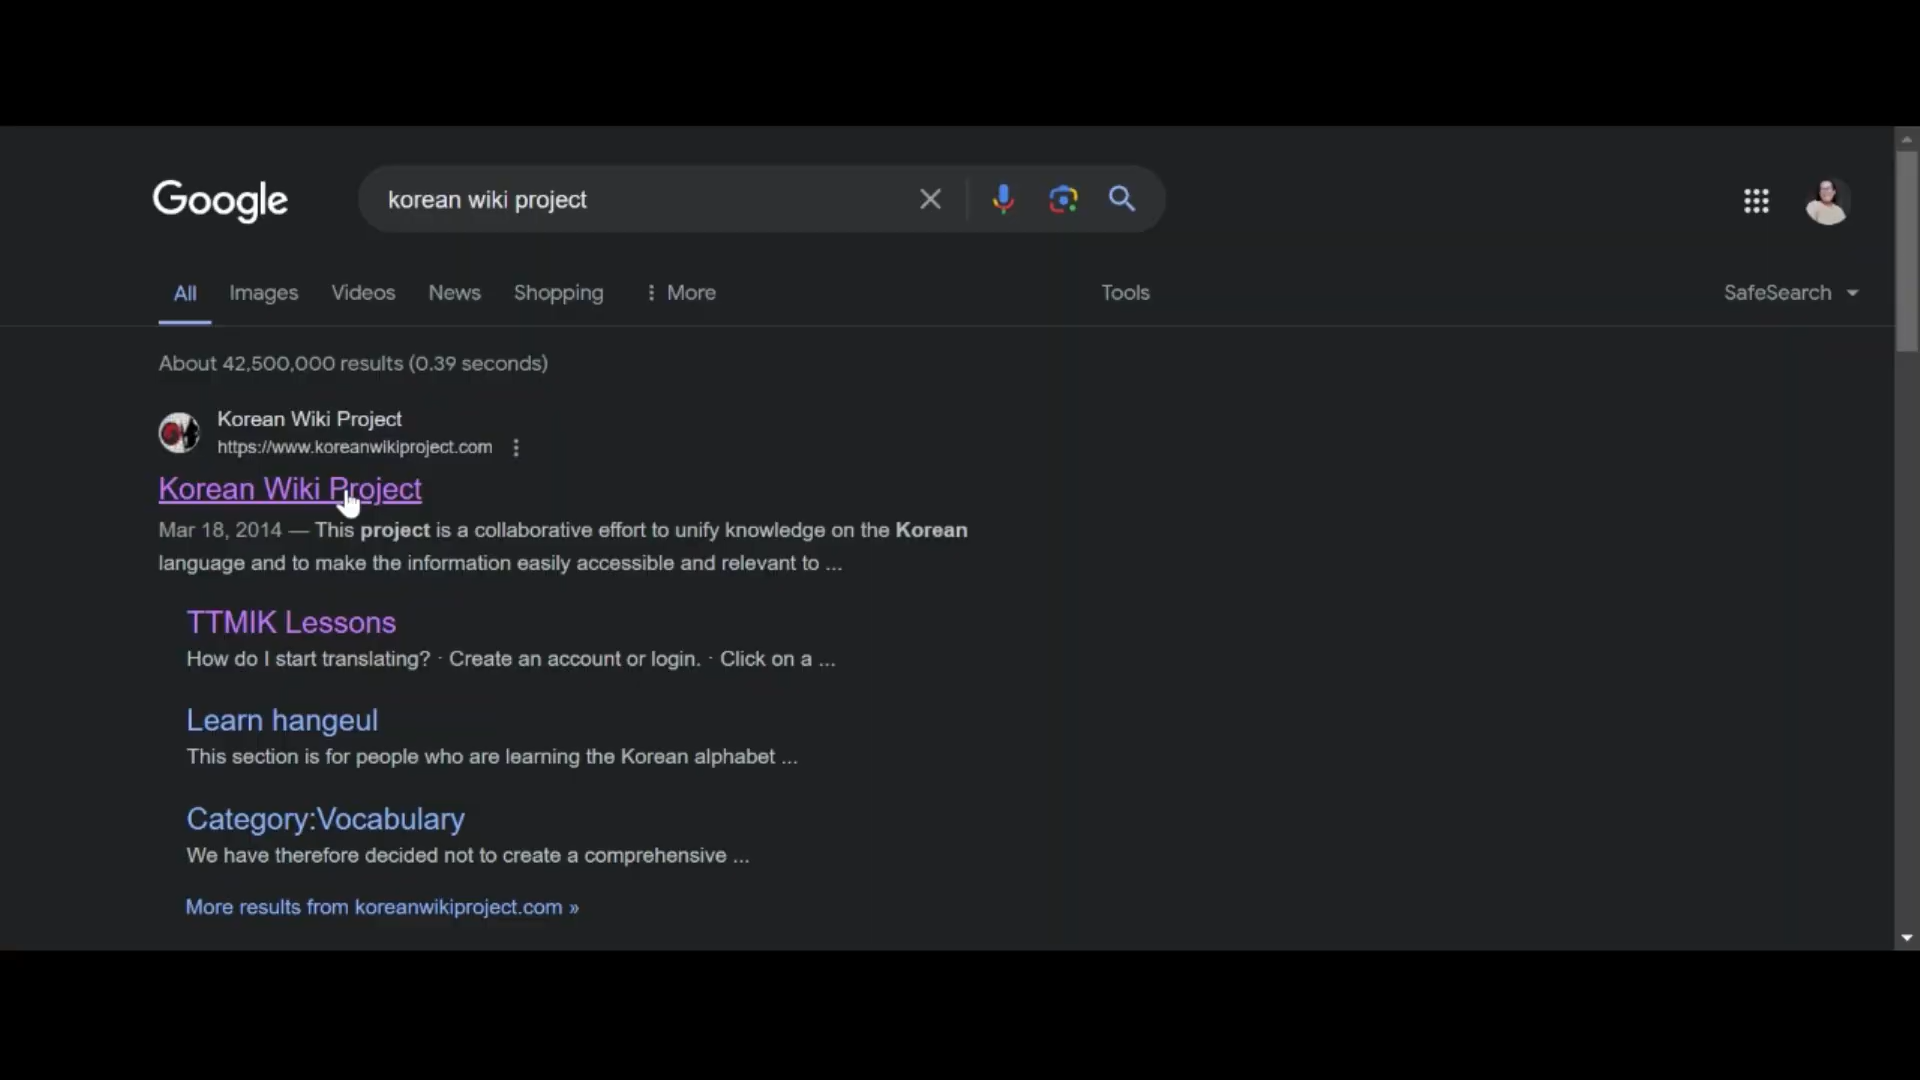 Google
korean wiki project
All Images Videos News Shopping More Tools SafeSearch
About 42,500,000 results (0.39 seconds)
Korean Wiki Project
https://www.koreanwikiproject.com
Korean Wiki Project
Mar 18, 2014 — This project is a collaborative effort to unify knowledge on the Korean
language and to make the information easily accessible and relevant to ...
TTMIK Lessons
How do I start translating? · Create an account or login. · Click on a ...
Learn hangeul
This section is for people who are learning the Korean alphabet ...
Category:Vocabulary
We have therefore decided not to create a comprehensive ...
More results from koreanwikiproject.com »